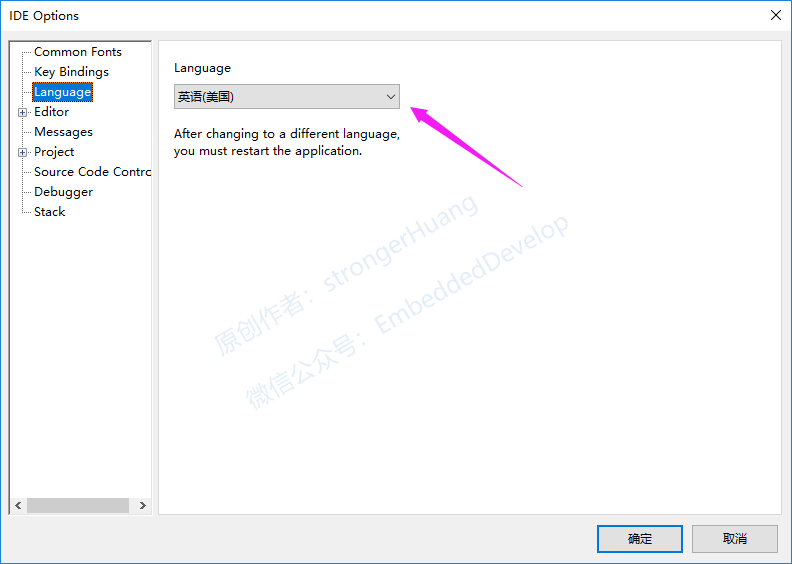 IDE Options
Common Fonts
Key Bindings
Language
Editor
Messages
Project
Source Code Contro
Debugger
Stack
Language
英语(美国)
After changing to a different language,
you must restart the application.
原创作者：strongerHuang
微信公众号：EmbeddedDevelop
确定
取消